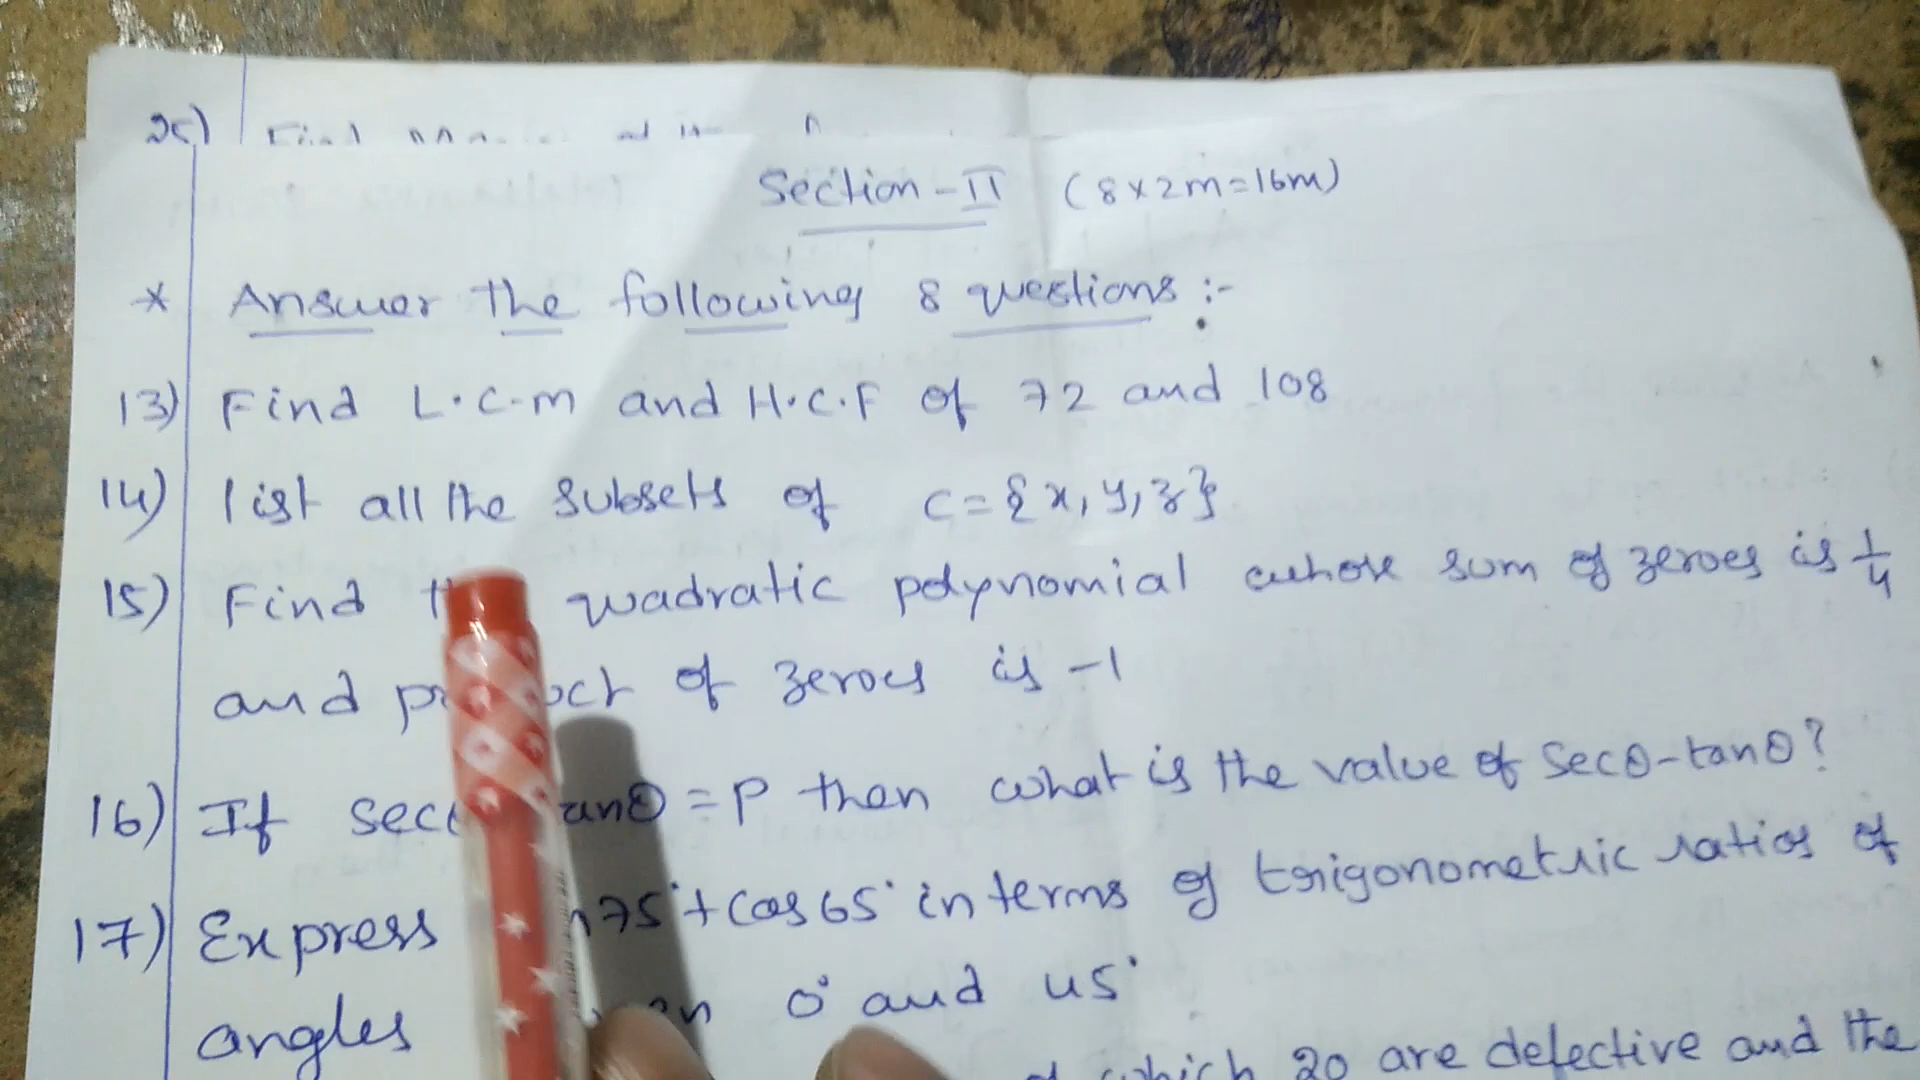 25) Find
Section-II (8×2m=16m)
* Answer the following 8 questions :-
13) Find L.C.M and H.C.F of 72 and 108
14) list all the subsets of C={x,y,z}
15) Find quadratic polynomial whose sum of zeroes is 1/4
and of zeroes is -1
16) If =P then what is the value of Secθ-tanθ?
17) Express 75°+Cos65° in terms of trigonometric ratios of
angles 0° and 45°
which 20 are defective and the